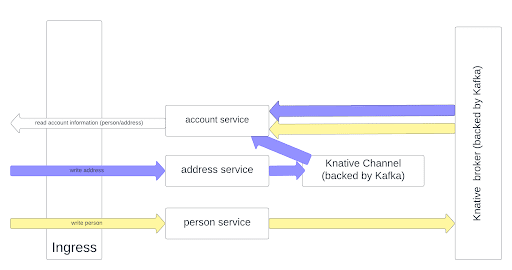 read account information (person/address)
account service
write address
address service
Knative Channel
(backed by Kafka)
write person
person service
Ingress
Knative broker (backed by Kafka)